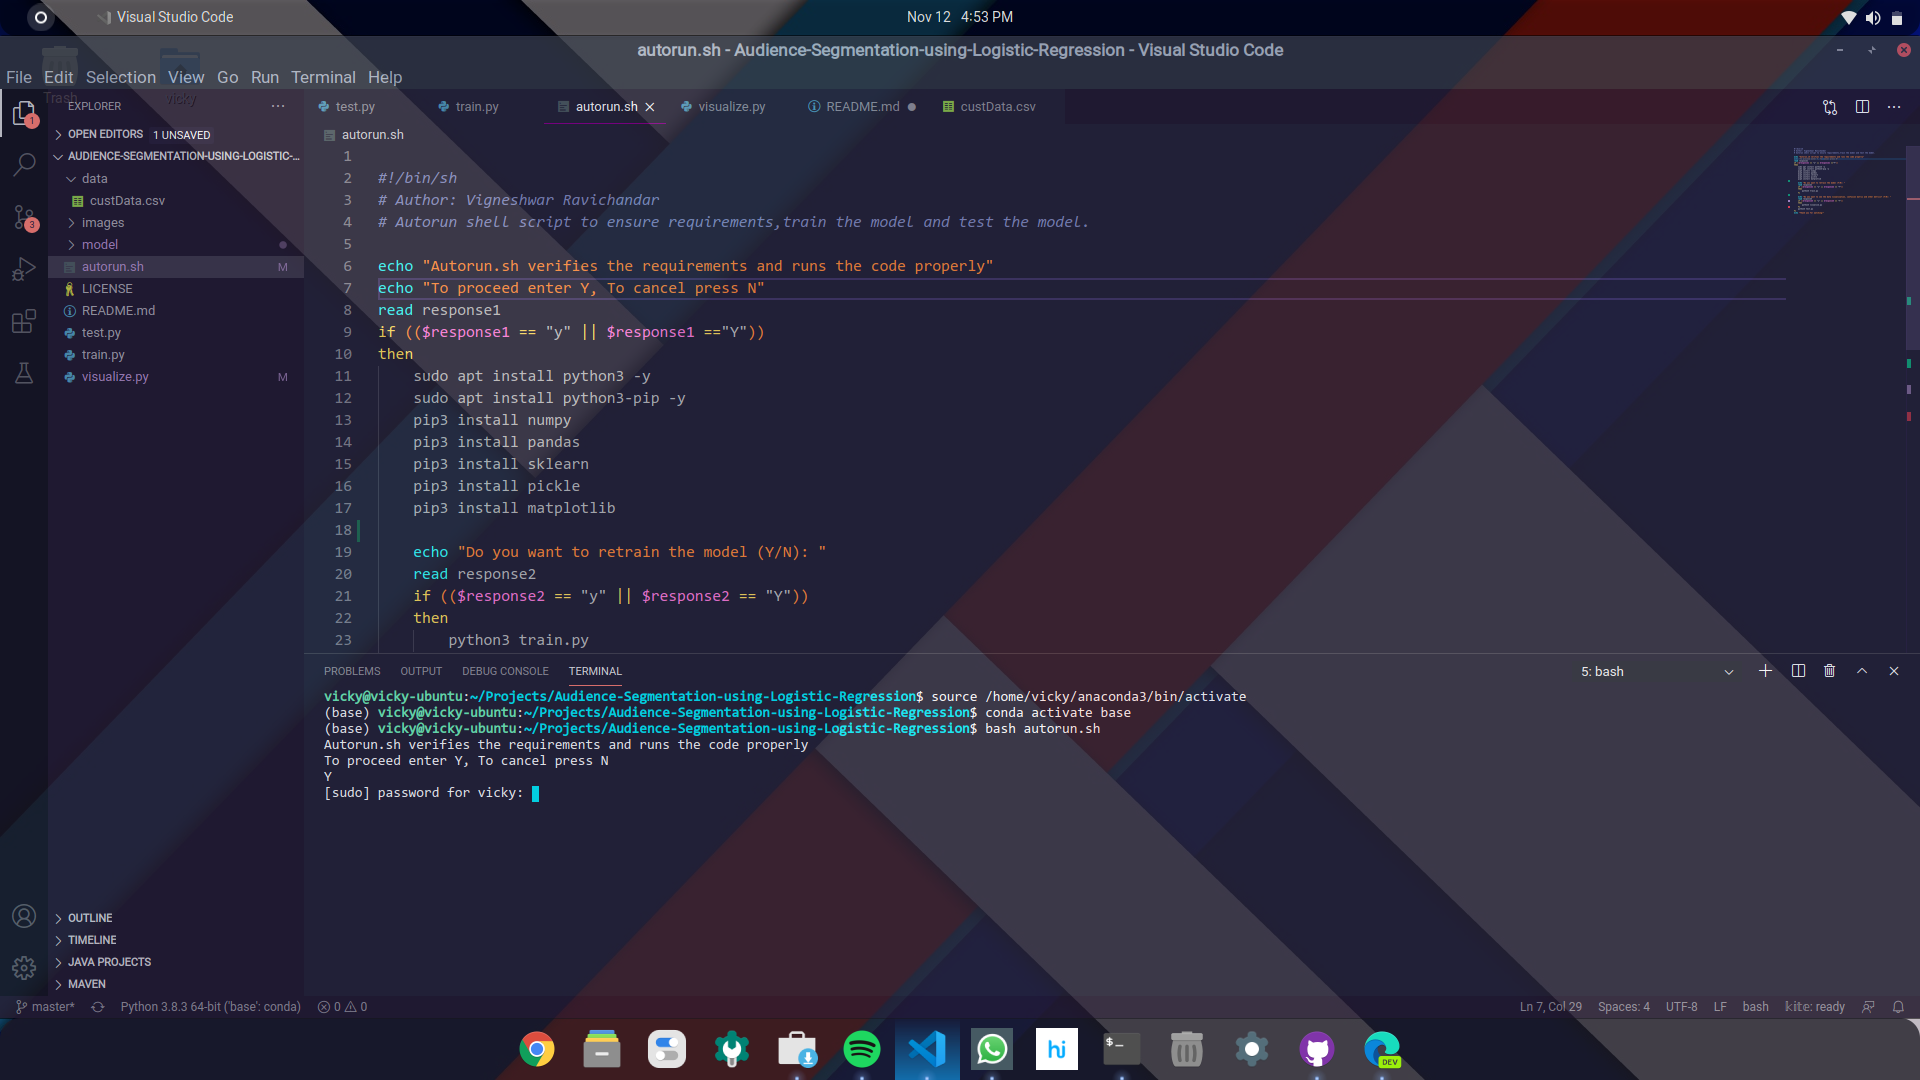 Visual Studio Code
Nov 12 4:53 PM
autorun.sh - Audience-Segmentation-using-Logistic-Regression - Visual Studio Code
File Edit Selection View Go Run Terminal Help
Trash
vicky
EXPLORER
OPEN EDITORS 1 UNSAVED
AUDIENCE-SEGMENTATION-USING-LOGISTIC-...
data
custData.csv
images
model
autorun.sh M
LICENSE
README.md
test.py
train.py
visualize.py M
OUTLINE
TIMELINE
JAVA PROJECTS
MAVEN
1
3
test.py train.py autorun.sh visualize.py README.md custData.csv
autorun.sh
1
2 #!/bin/sh
3 # Author: Vigneshwar Ravichandar
4 # Autorun shell script to ensure requirements,train the model and test the model.
5
6 echo "Autorun.sh verifies the requirements and runs the code properly"
7 echo "To proceed enter Y, To cancel press N"
8 read response1
9 if (($response1 == "y" || $response1 =="Y"))
10 then
11 sudo apt install python3 -y
12 sudo apt install python3-pip -y
13 pip3 install numpy
14 pip3 install pandas
15 pip3 install sklearn
16 pip3 install pickle
17 pip3 install matplotlib
18
19 echo "Do you want to retrain the model (Y/N): "
20 read response2
21 if (($response2 == "y" || $response2 == "Y"))
22 then
23 python3 train.py
PROBLEMS OUTPUT DEBUG CONSOLE TERMINAL
5: bash
vicky@vicky-ubuntu:~/Projects/Audience-Segmentation-using-Logistic-Regression$ source /home/vicky/anaconda3/bin/activate
(base) vicky@vicky-ubuntu:~/Projects/Audience-Segmentation-using-Logistic-Regression$ conda activate base
(base) vicky@vicky-ubuntu:~/Projects/Audience-Segmentation-using-Logistic-Regression$ bash autorun.sh
Autorun.sh verifies the requirements and runs the code properly
To proceed enter Y, To cancel press N
Y
[sudo] password for vicky:
master* Python 3.8.3 64-bit ('base': conda) 0 0
Ln 7, Col 29 Spaces: 4 UTF-8 LF bash kite: ready
hi
$_
DEV